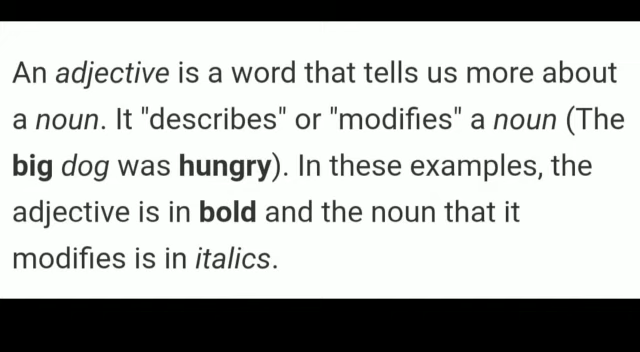 An adjective is a word that tells us more about
a noun. It "describes" or "modifies" a noun (The
big dog was hungry). In these examples, the
adjective is in bold and the noun that it
modifies is in italics.